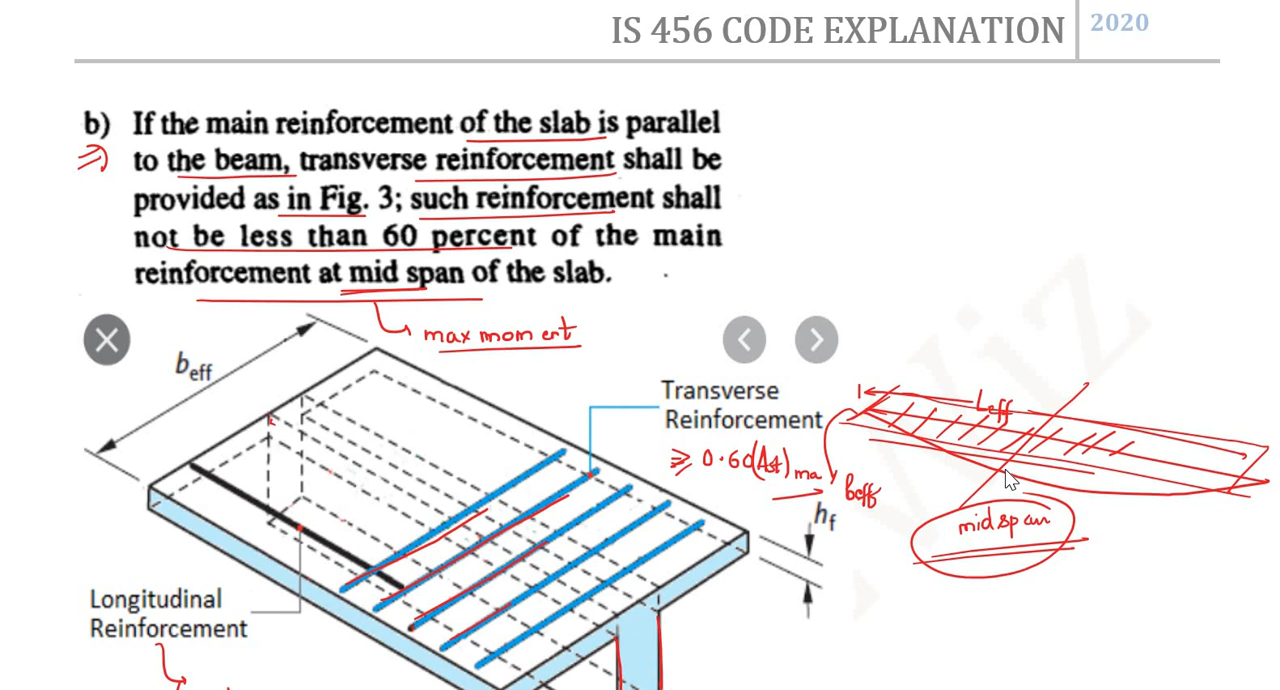 IS 456 CODE EXPLANATION 2020
b) If the main reinforcement of the slab is parallel
to the beam, transverse reinforcement shall be
provided as in Fig. 3; such reinforcement shall
not be less than 60 percent of the main
reinforcement at mid span of the slab.
max moment
beff
Transverse
Reinforcement
≥ 0.60(Ast)
Leff
beff
hf
mid span
Longitudinal
Reinforcement